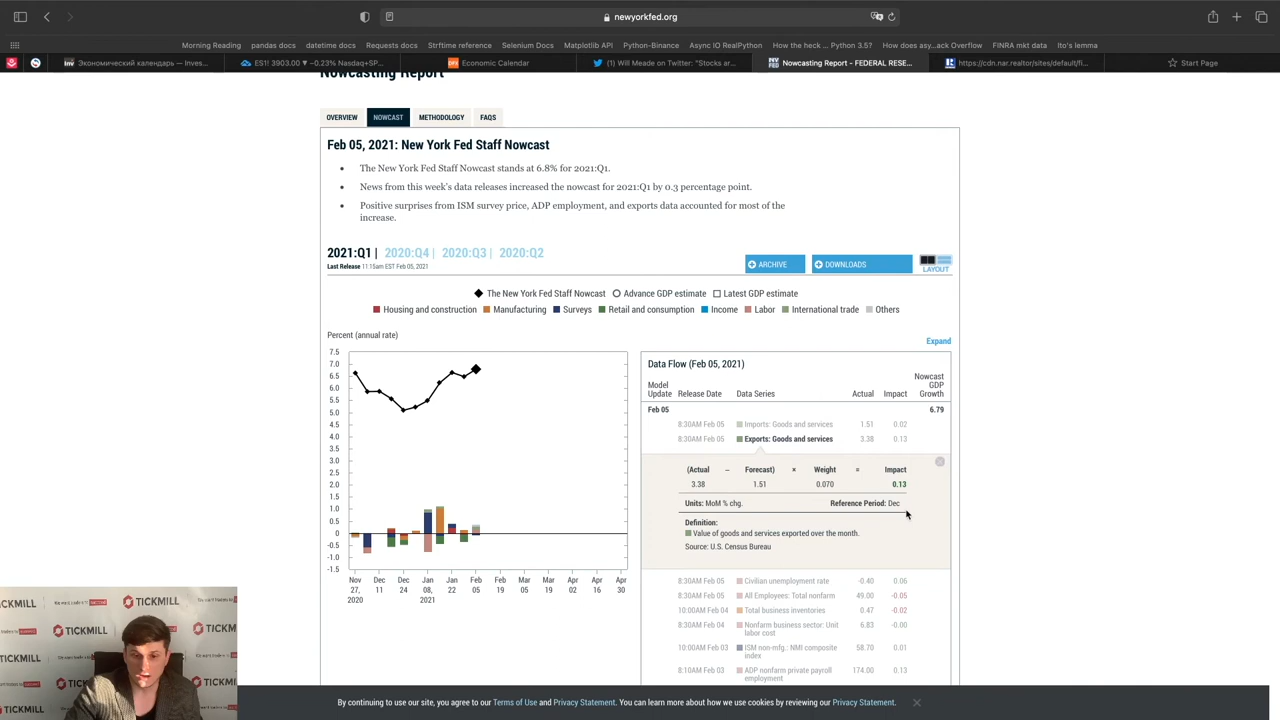 newyorkfed.org
Morning Reading pandas docs datetime docs Requests docs Strftime reference Selenium Docs Matplotlib API Python-Binance Async IO RealPython How the heck ... Python 3.5? How does asy...ack Overflow FINRA mkt data Ito's lemma
Экономический календарь — Inves... ES1! 3903.00 ▼ −0.23% Nasdaq+SP... Economic Calendar (1) Will Meade on Twitter: "Stocks ar... Nowcasting Report - FEDERAL RESE... https://cdn.nar.realtor/sites/default/fi... Start Page
Nowcasting Report
OVERVIEW NOWCAST METHODOLOGY FAQS
Feb 05, 2021: New York Fed Staff Nowcast
• The New York Fed Staff Nowcast stands at 6.8% for 2021:Q1.
• News from this week's data releases increased the nowcast for 2021:Q1 by 0.3 percentage point.
• Positive surprises from ISM survey price, ADP employment, and exports data accounted for most of the
increase.
2021:Q1 | 2020:Q4 | 2020:Q3 | 2020:Q2
Last Release 11:15am EST Feb 05, 2021
ARCHIVE DOWNLOADS LAYOUT
The New York Fed Staff Nowcast Advance GDP estimate Latest GDP estimate
Housing and construction Manufacturing Surveys Retail and consumption Income Labor International trade Others
Percent (annual rate)
Expand
7.5
7.0
6.5
6.0
5.5
5.0
4.5
4.0
3.5
3.0
2.5
2.0
1.5
1.0
0.5
0
-0.5
-1.0
-1.5
Nov Dec Dec Jan Jan Feb Feb Mar Mar Apr Apr Apr
27, 11 24 08, 22 05 19 05 19 02 16 30
2020 2021
Data Flow (Feb 05, 2021)
Model Update Release Date Data Series Actual Impact Nowcast GDP Growth
Feb 05 6.79
8:30AM Feb 05 Imports: Goods and services 1.51 0.02
8:30AM Feb 05 Exports: Goods and services 3.38 0.13
(Actual – Forecast) × Weight = Impact
3.38 1.51 0.070 0.13
Units: MoM % chg. Reference Period: Dec
Definition:
Value of goods and services exported over the month.
Source: U.S. Census Bureau
8:30AM Feb 05 Civilian unemployment rate -0.40 0.06
8:30AM Feb 05 All Employees: Total nonfarm 49.00 -0.05
10:00AM Feb 04 Total business inventories 0.47 -0.02
8:30AM Feb 04 Nonfarm business sector: Unit 6.83 -0.00
labor cost
10:00AM Feb 03 ISM non-mfg.: NMI composite 58.70 0.01
index
8:10AM Feb 03 ADP nonfarm private payroll 174.00 0.13
employment
TICKMILL TICKMILL
TICKMILL
TICKMILL
By continuing to use our site, you agree to our Terms of Use and Privacy Statement. You can learn more about how we use cookies by reviewing our Privacy Statement.